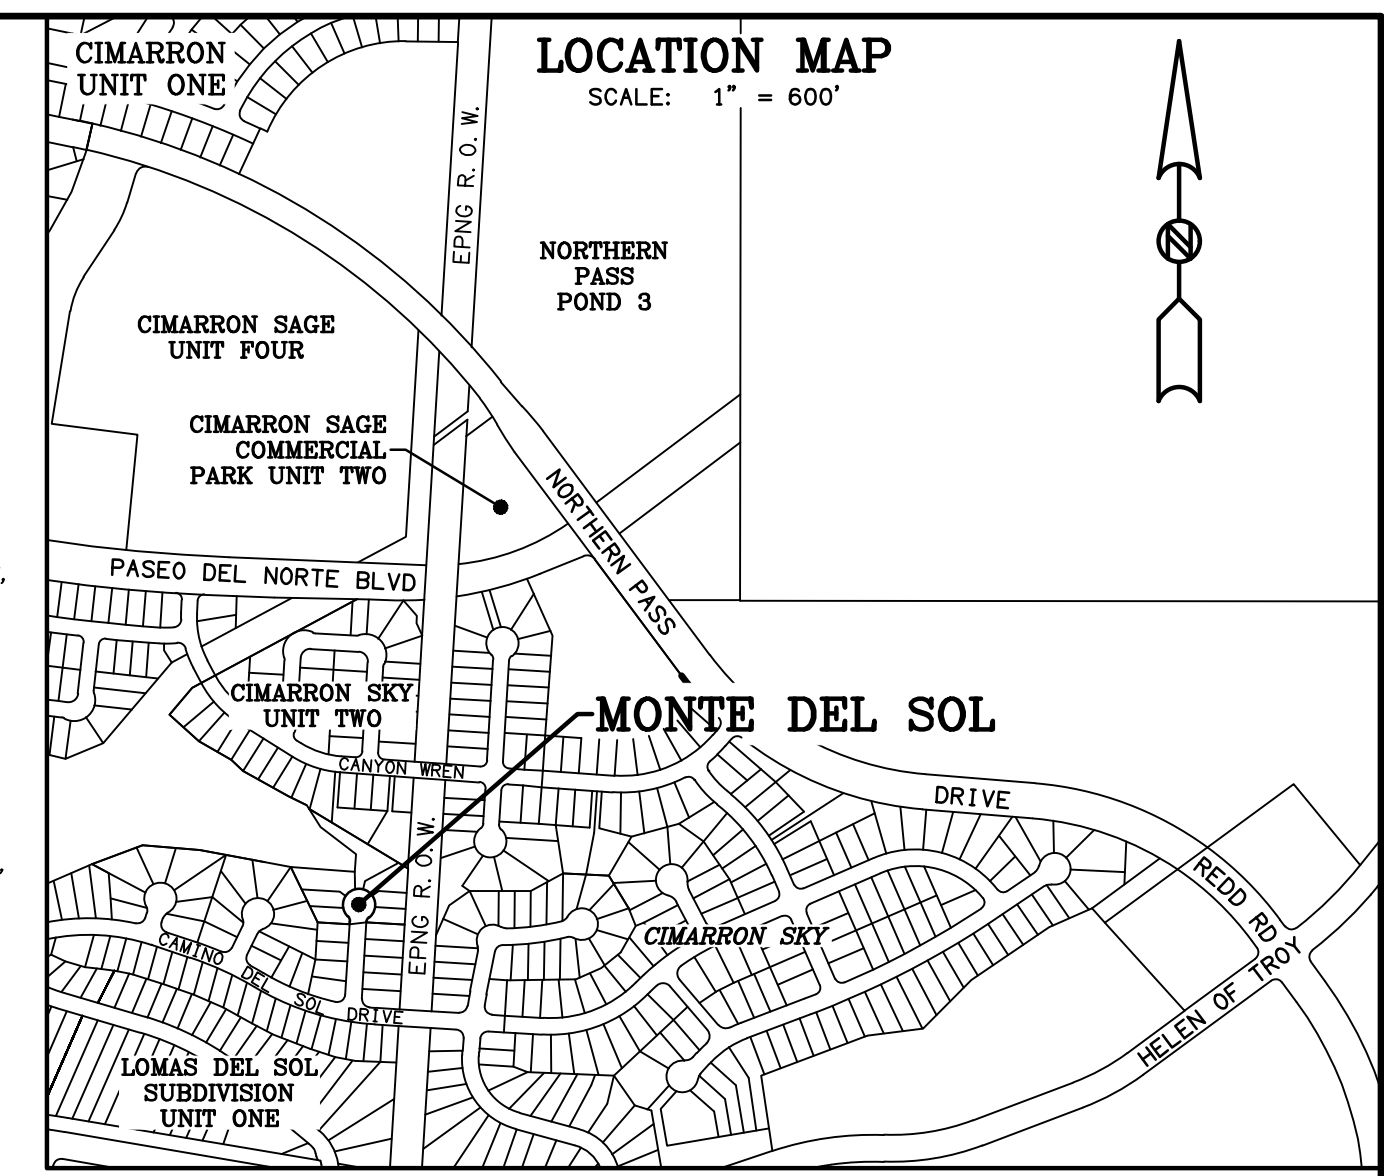 LOCATION MAP
SCALE: 1" = 600'
CIMARRON
UNIT ONE
EPNG R. O. W.
NORTHERN
PASS
POND 3
N
CIMARRON SAGE
UNIT FOUR
CIMARRON SAGE
COMMERCIAL
PARK UNIT TWO
NORTHERN PASS
PASEO DEL NORTE BLVD
CIMARRON SKY
UNIT TWO
MONTE DEL SOL
CANYON WREN
DRIVE
EPNG R. O. W.
REDD RD
CIMARRON SKY
CAMINO DEL SOL DRIVE
HELEN OF TROY
LOMAS DEL SOL
SUBDIVISION
UNIT ONE